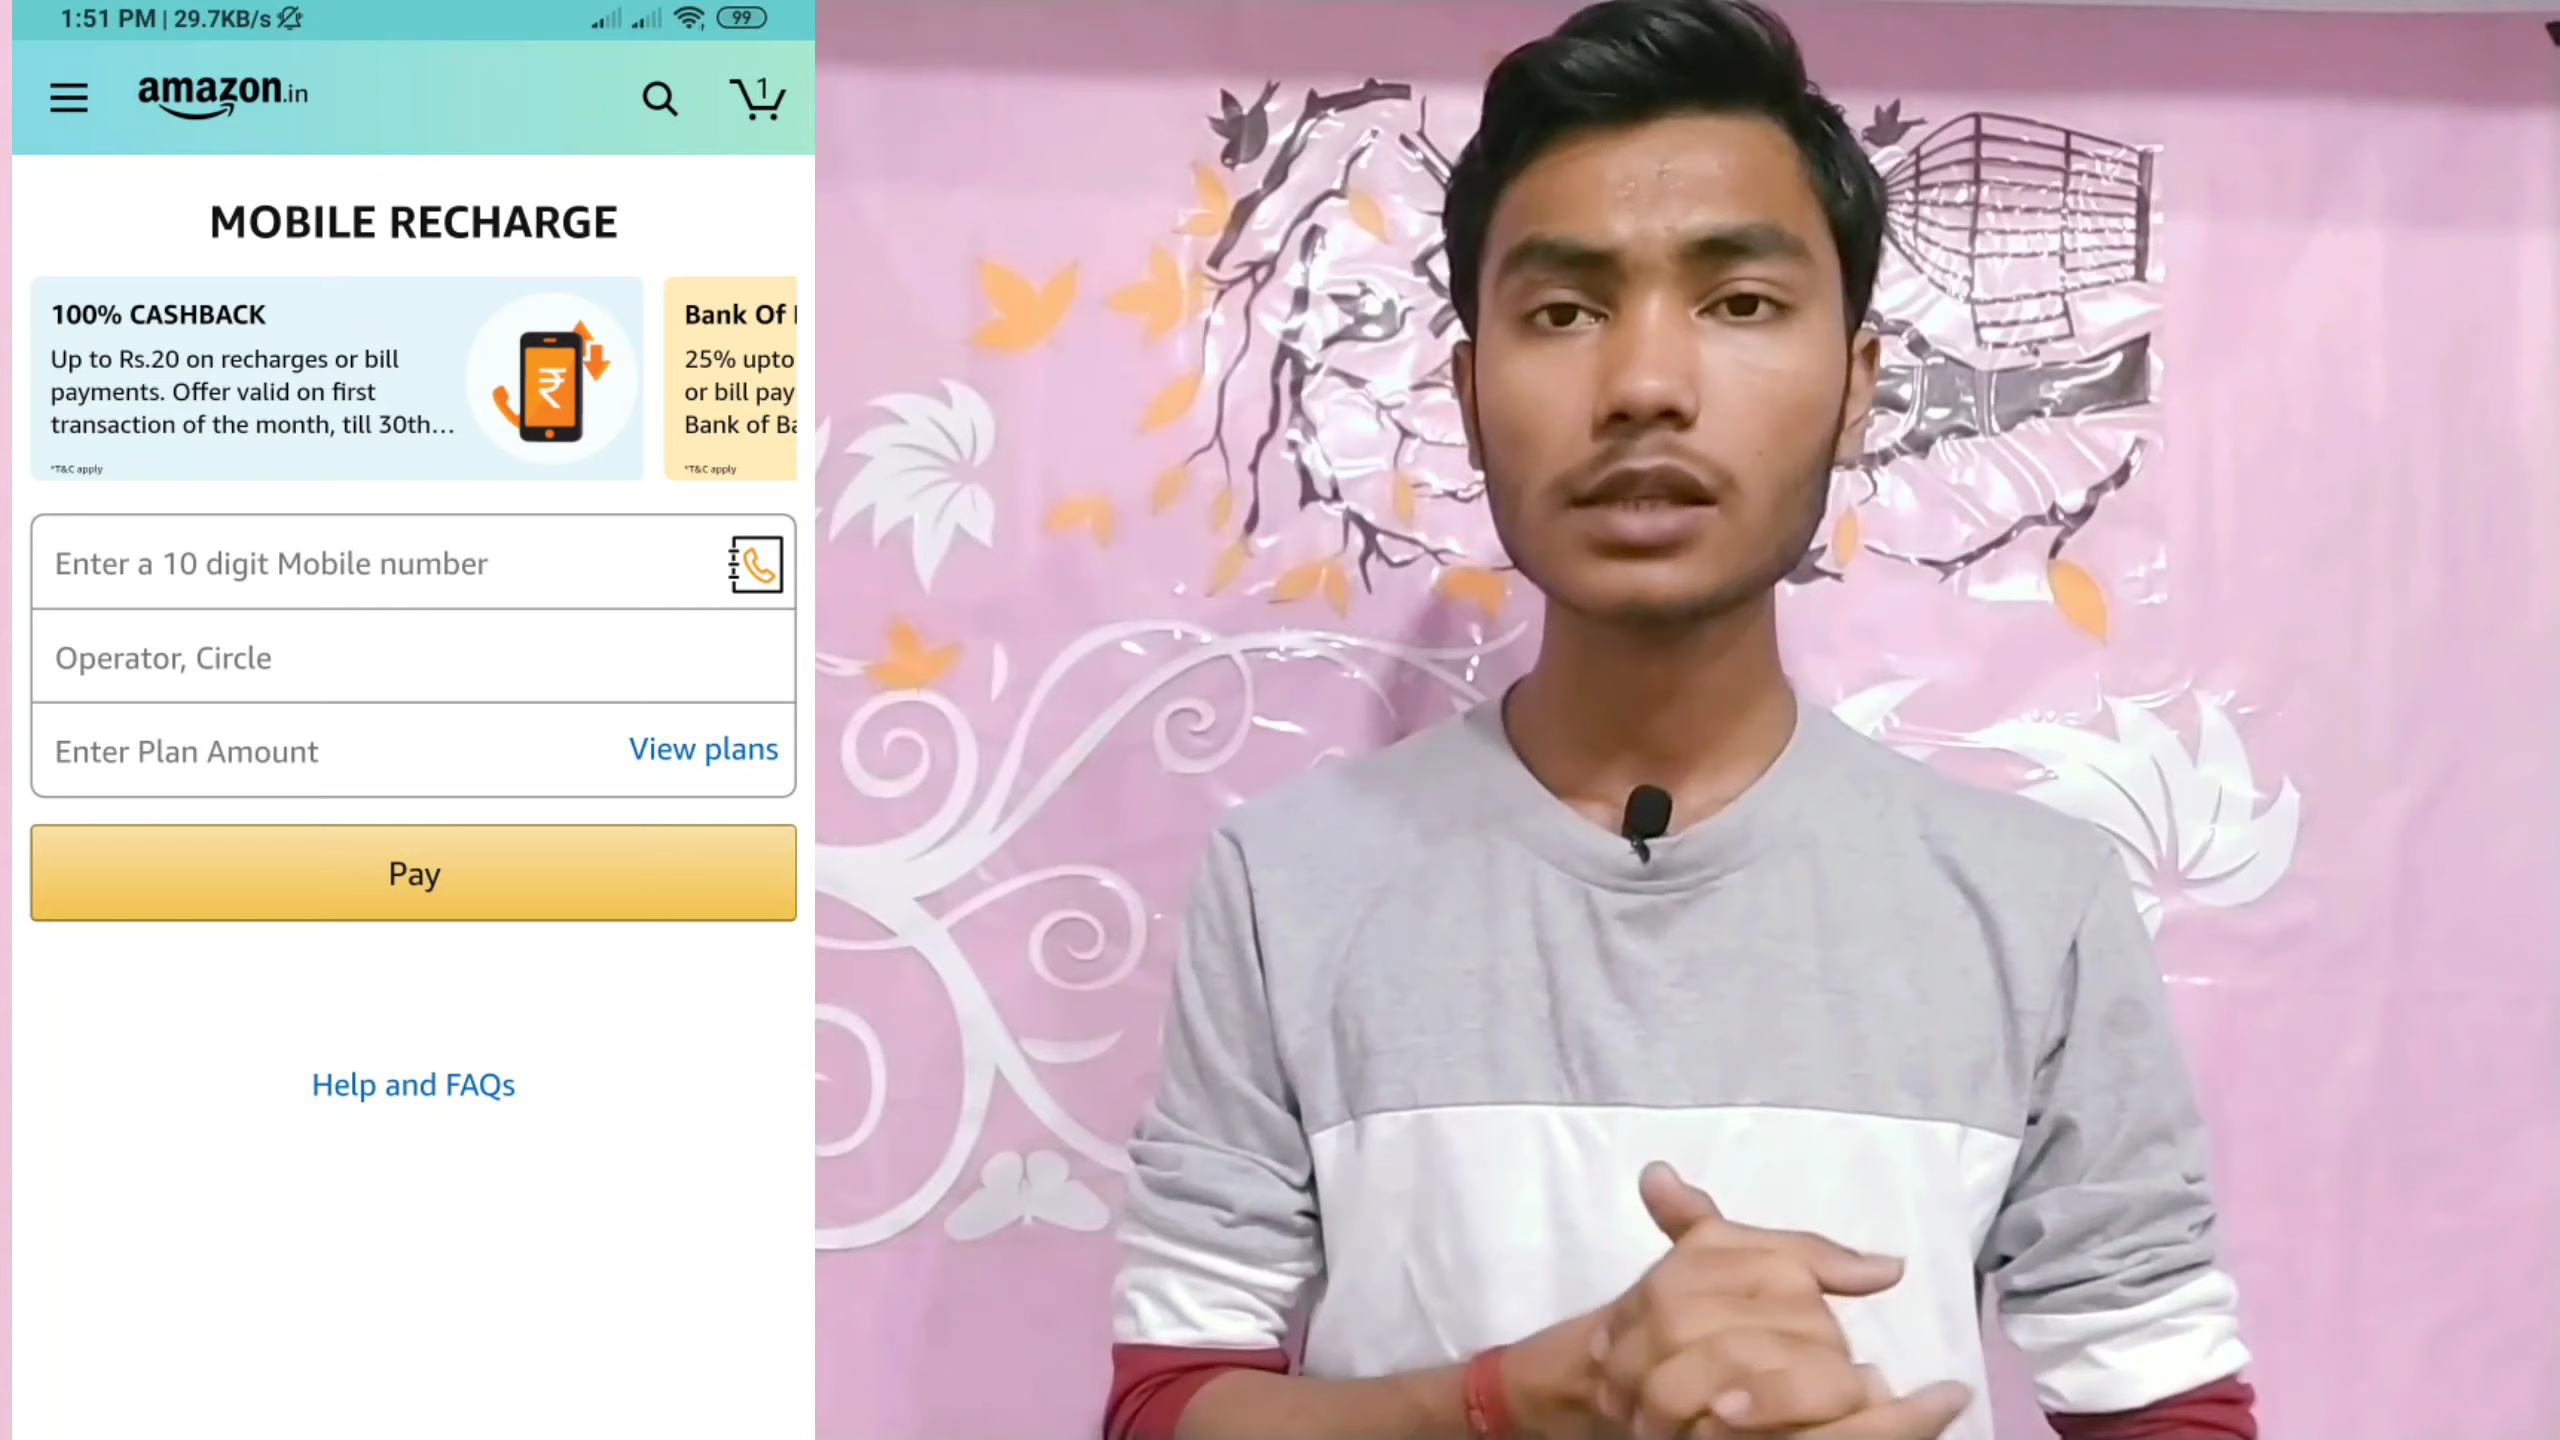 1:51 PM | 29.7KB/s
99
amazon.in
1
MOBILE RECHARGE
100% CASHBACK
Up to Rs.20 on recharges or bill
payments. Offer valid on first
transaction of the month, till 30th...
*T&C apply
Bank Of
25% upto
or bill pay
Bank of Ba
*T&C apply
Enter a 10 digit Mobile number
Operator, Circle
Enter Plan Amount
View plans
Pay
Help and FAQs